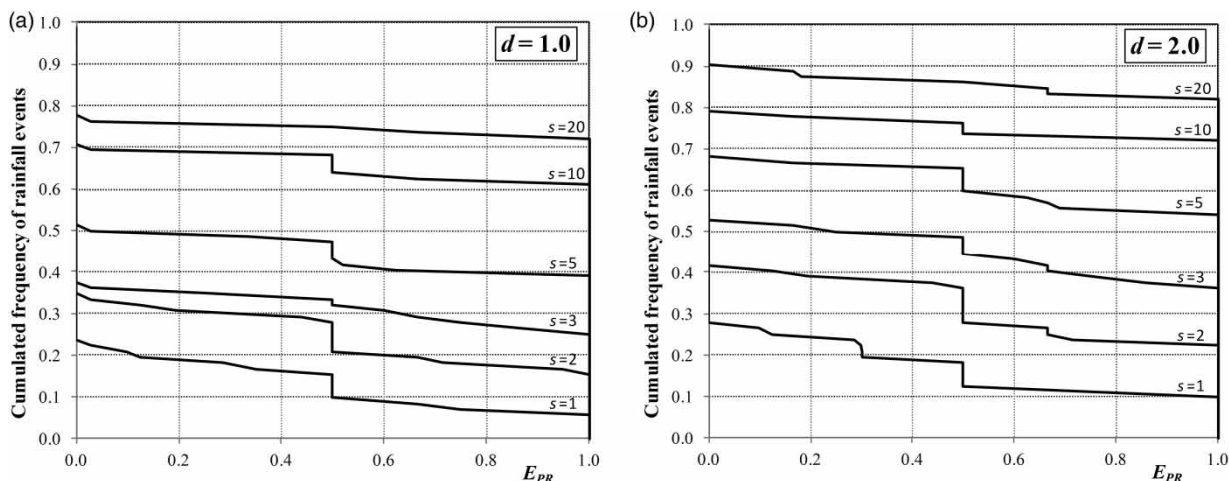 (a)
d = 1.0
Cumulated frequency of rainfall events
1.0
0.9
0.8
0.7
0.6
0.5
0.4
0.3
0.2
0.1
0.0
s=20
s=10
s=5
s=3
s=2
s=1
0.0
0.2
0.4
0.6
0.8
1.0
EPR
(b)
d = 2.0
Cumulated frequency of rainfall events
1.0
0.9
0.8
0.7
0.6
0.5
0.4
0.3
0.2
0.1
0.0
s=20
s=10
s=5
s=3
s=2
s=1
0.0
0.2
0.4
0.6
0.8
1.0
EPR